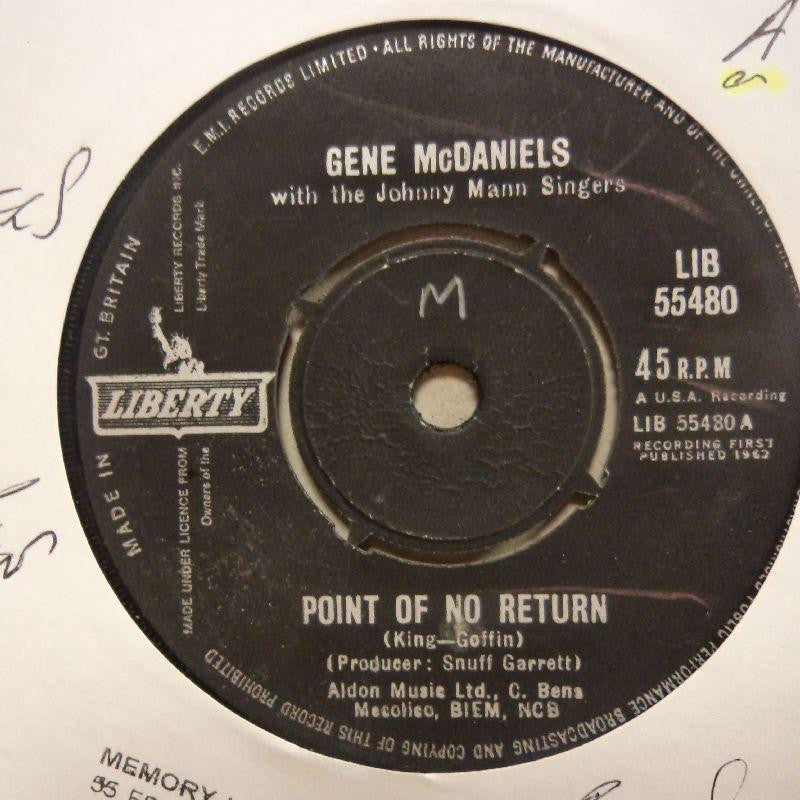 E.M.I. RECORDS LIMITED · ALL RIGHTS OF THE MANUFACTURER AND OF THE OWNER OF THE
GENE McDANIELS
with the Johnny Mann Singers
A
LIB
55480
45 R.P.M
A U.S.A. Recording
LIB 55480 A
RECORDING FIRST
PUBLISHED 1962
M
GT. BRITAIN
LIBERTY RECORDS INC.
Liberty Trade Mark
LIBERTY
MADE IN
MADE UNDER LICENCE FROM
Owners of the
POINT OF NO RETURN
(King—Goffin)
(Producer: Snuff Garrett)
Aldon Music Ltd., C. Bens
Mecolico, BIEM, NCB
PUBLIC PERFORMANCE BROADCASTING AND COPYING OF THIS RECORD PROHIBITED
MEMORY
55